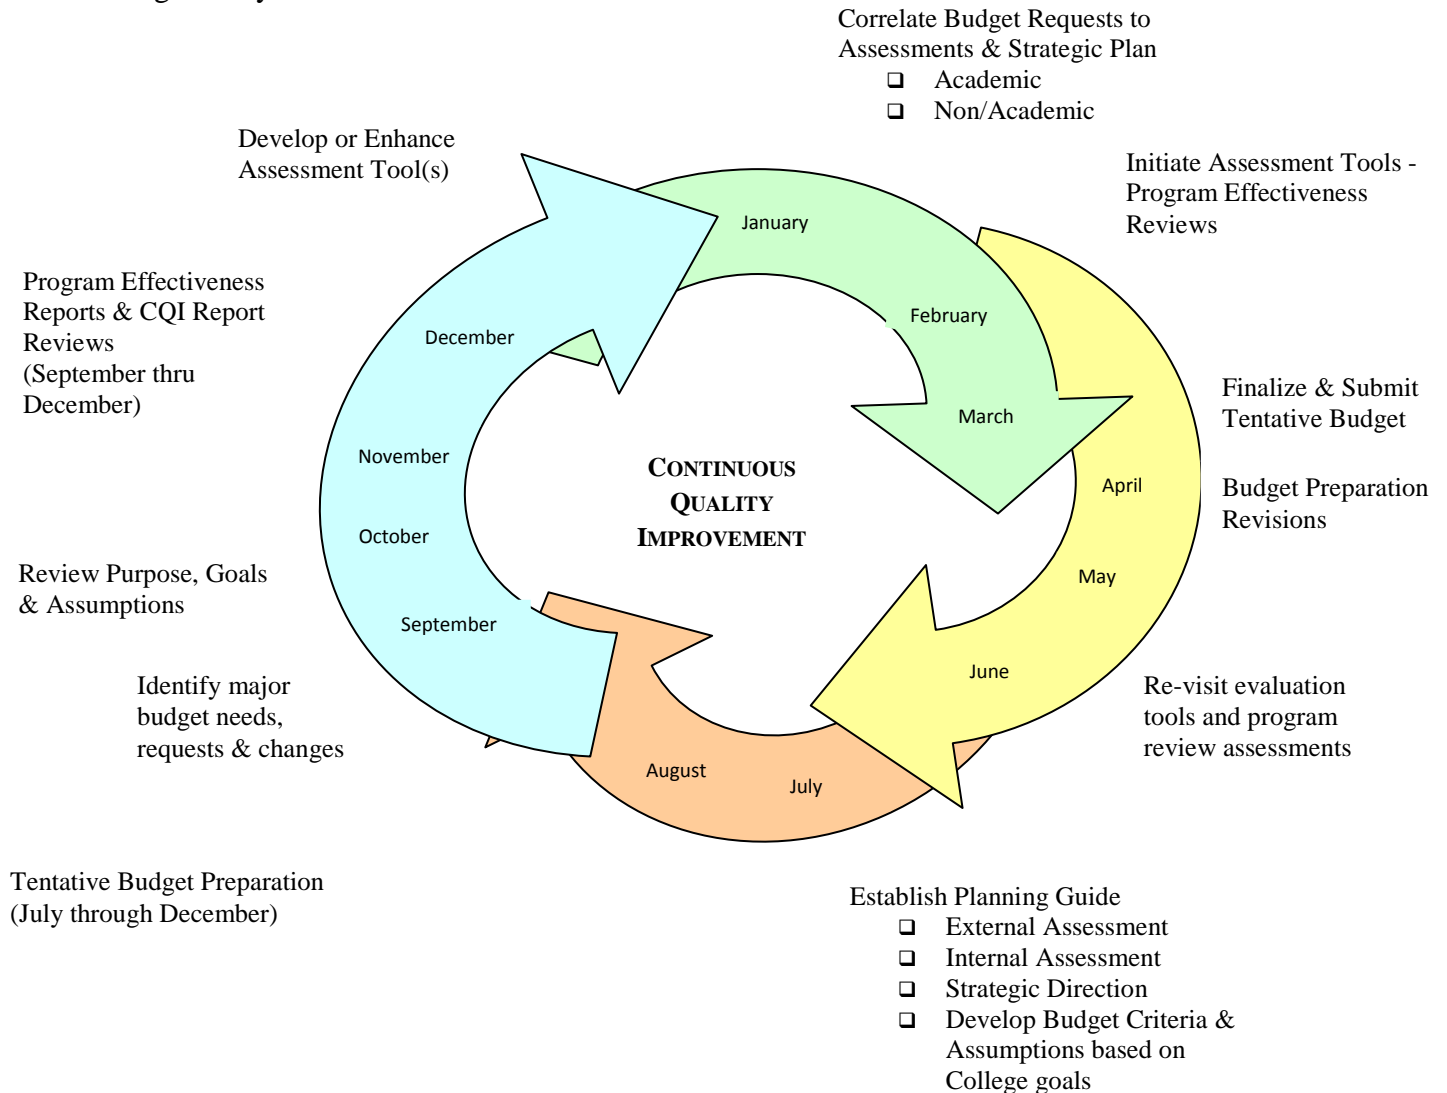 Correlate Budget Requests to
Assessments & Strategic Plan
❑ Academic
❑ Non/Academic
Develop or Enhance
Assessment Tool(s)
Initiate Assessment Tools -
Program Effectiveness
Reviews
January
Program Effectiveness
Reports & CQI Report
Reviews
(September thru
December)
February
December
Finalize & Submit
Tentative Budget
March
November
CONTINUOUS
QUALITY
IMPROVEMENT
April
Budget Preparation
Revisions
October
May
Review Purpose, Goals
& Assumptions
September
June
Identify major
budget needs,
requests & changes
Re-visit evaluation
tools and program
review assessments
August
July
Tentative Budget Preparation
(July through December)
Establish Planning Guide
❑ External Assessment
❑ Internal Assessment
❑ Strategic Direction
❑ Develop Budget Criteria &
Assumptions based on
College goals